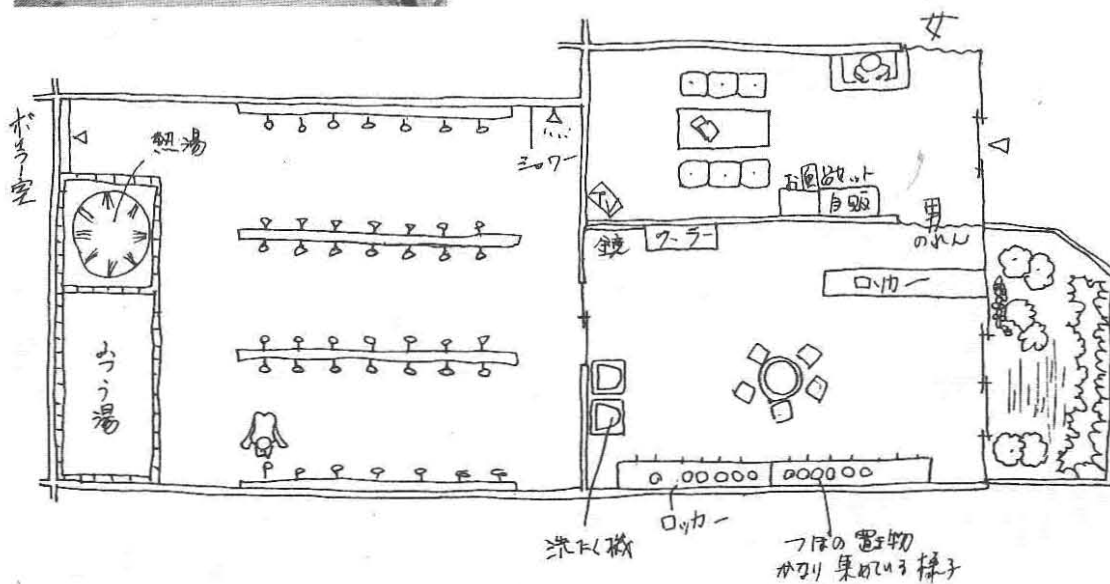 女
ボイラー室
熱湯
シャワー
お風呂セット
自販
TV
男
のれん
鏡
クーラー
ロッカー
ふつう湯
洗たく機
ロッカー
つぼの置き物
かなり集めている様子